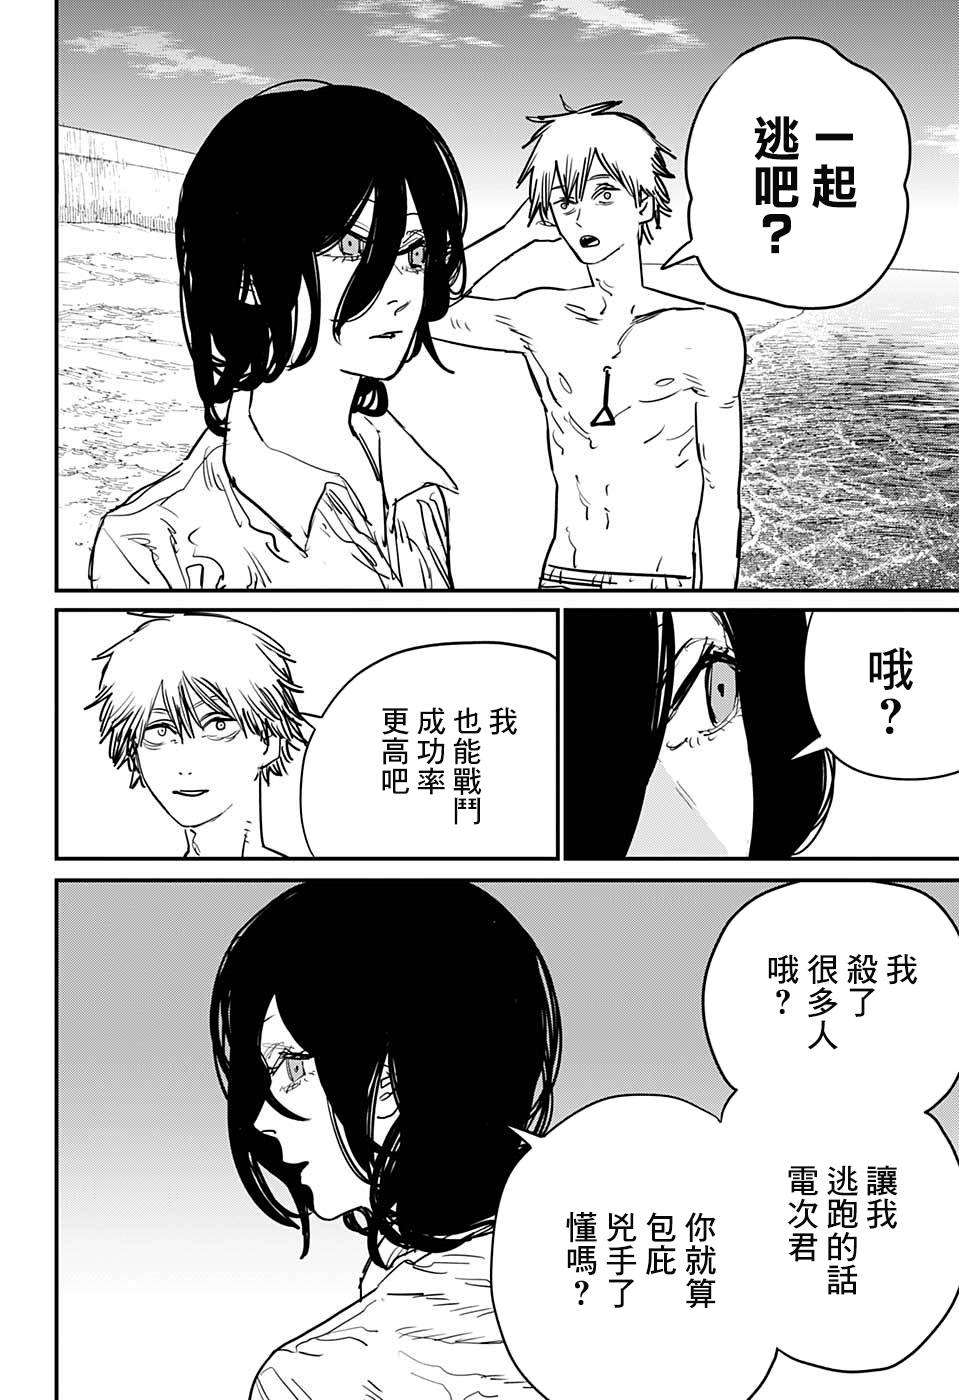 一起
逃吧?
哦?
我
也能戰鬥
成功率
更高吧
我
殺了
很多人
哦?
讓我
逃跑的話
電次君
你就算
包庇
兇手了
懂嗎?